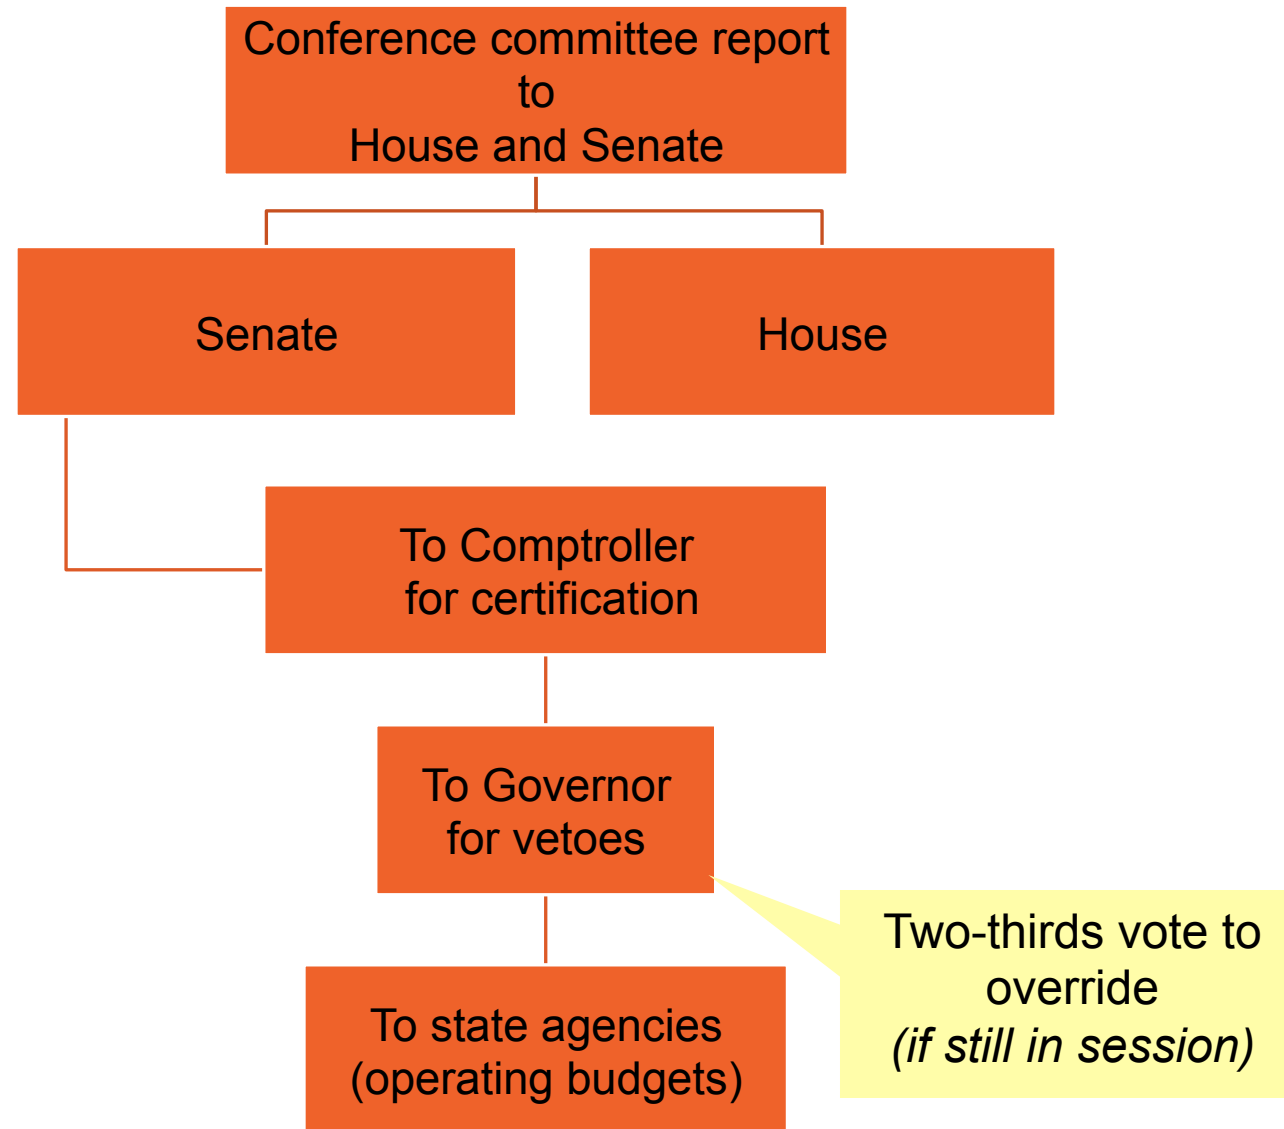 Conference committee report
to
House and Senate
Senate
House
To Comptroller
for certification
To Governor
for vetoes
Two-thirds vote to
override
(if still in session)
To state agencies
(operating budgets)